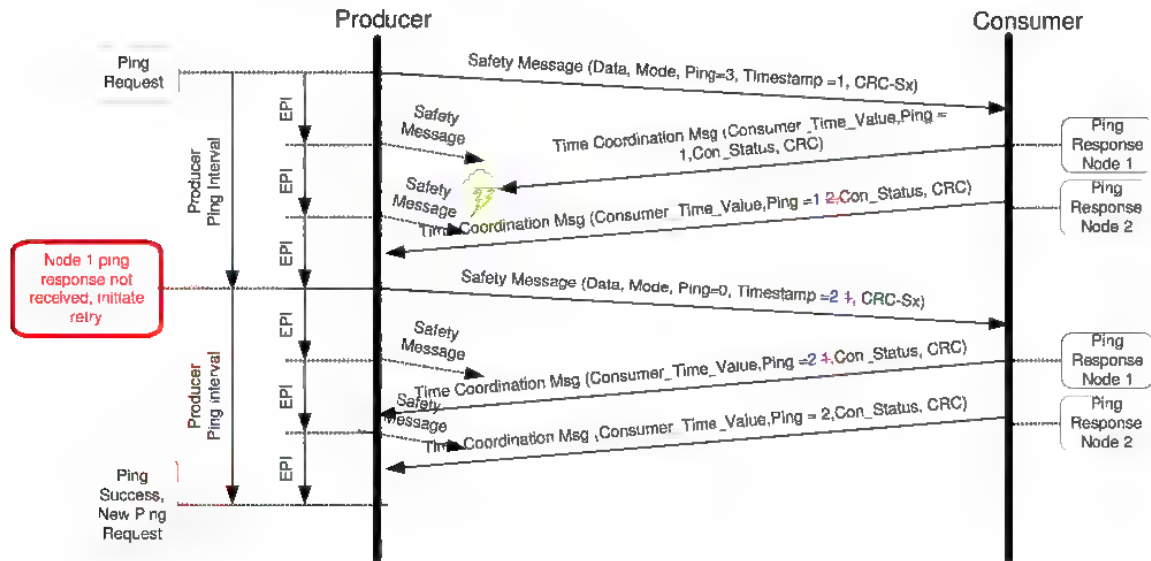 Producer
Consumer
Ping
Request
Safety Message (Data, Mode, Ping=3, Timestamp =1, CRC-Sx)
EPI
Safety
Message
Time Coordination Msg (Consumer_Time_Value,Ping =
1,Con_Status, CRC)
Ping
Response
Node 1
Producer
Ping Interval
EPI
Safety
Message
Time Coordination Msg (Consumer_Time_Value,Ping =1 2,Con_Status, CRC)
Ping
Response
Node 2
EPI
Node 1 ping
response not
received, initiate
retry
Safety Message (Data, Mode, Ping=0, Timestamp =2 1, CRC-Sx)
EPI
Safety
Message
Time Coordination Msg (Consumer_Time_Value,Ping =2 1,Con_Status, CRC)
Ping
Response
Node 1
Producer
Ping Interval
EPI
Safety
Message
Time Coordination Msg ,Consumer_Time_Value,Ping = 2,Con_Status, CRC)
Ping
Response
Node 2
EPI
Ping
Success,
New Ping
Request